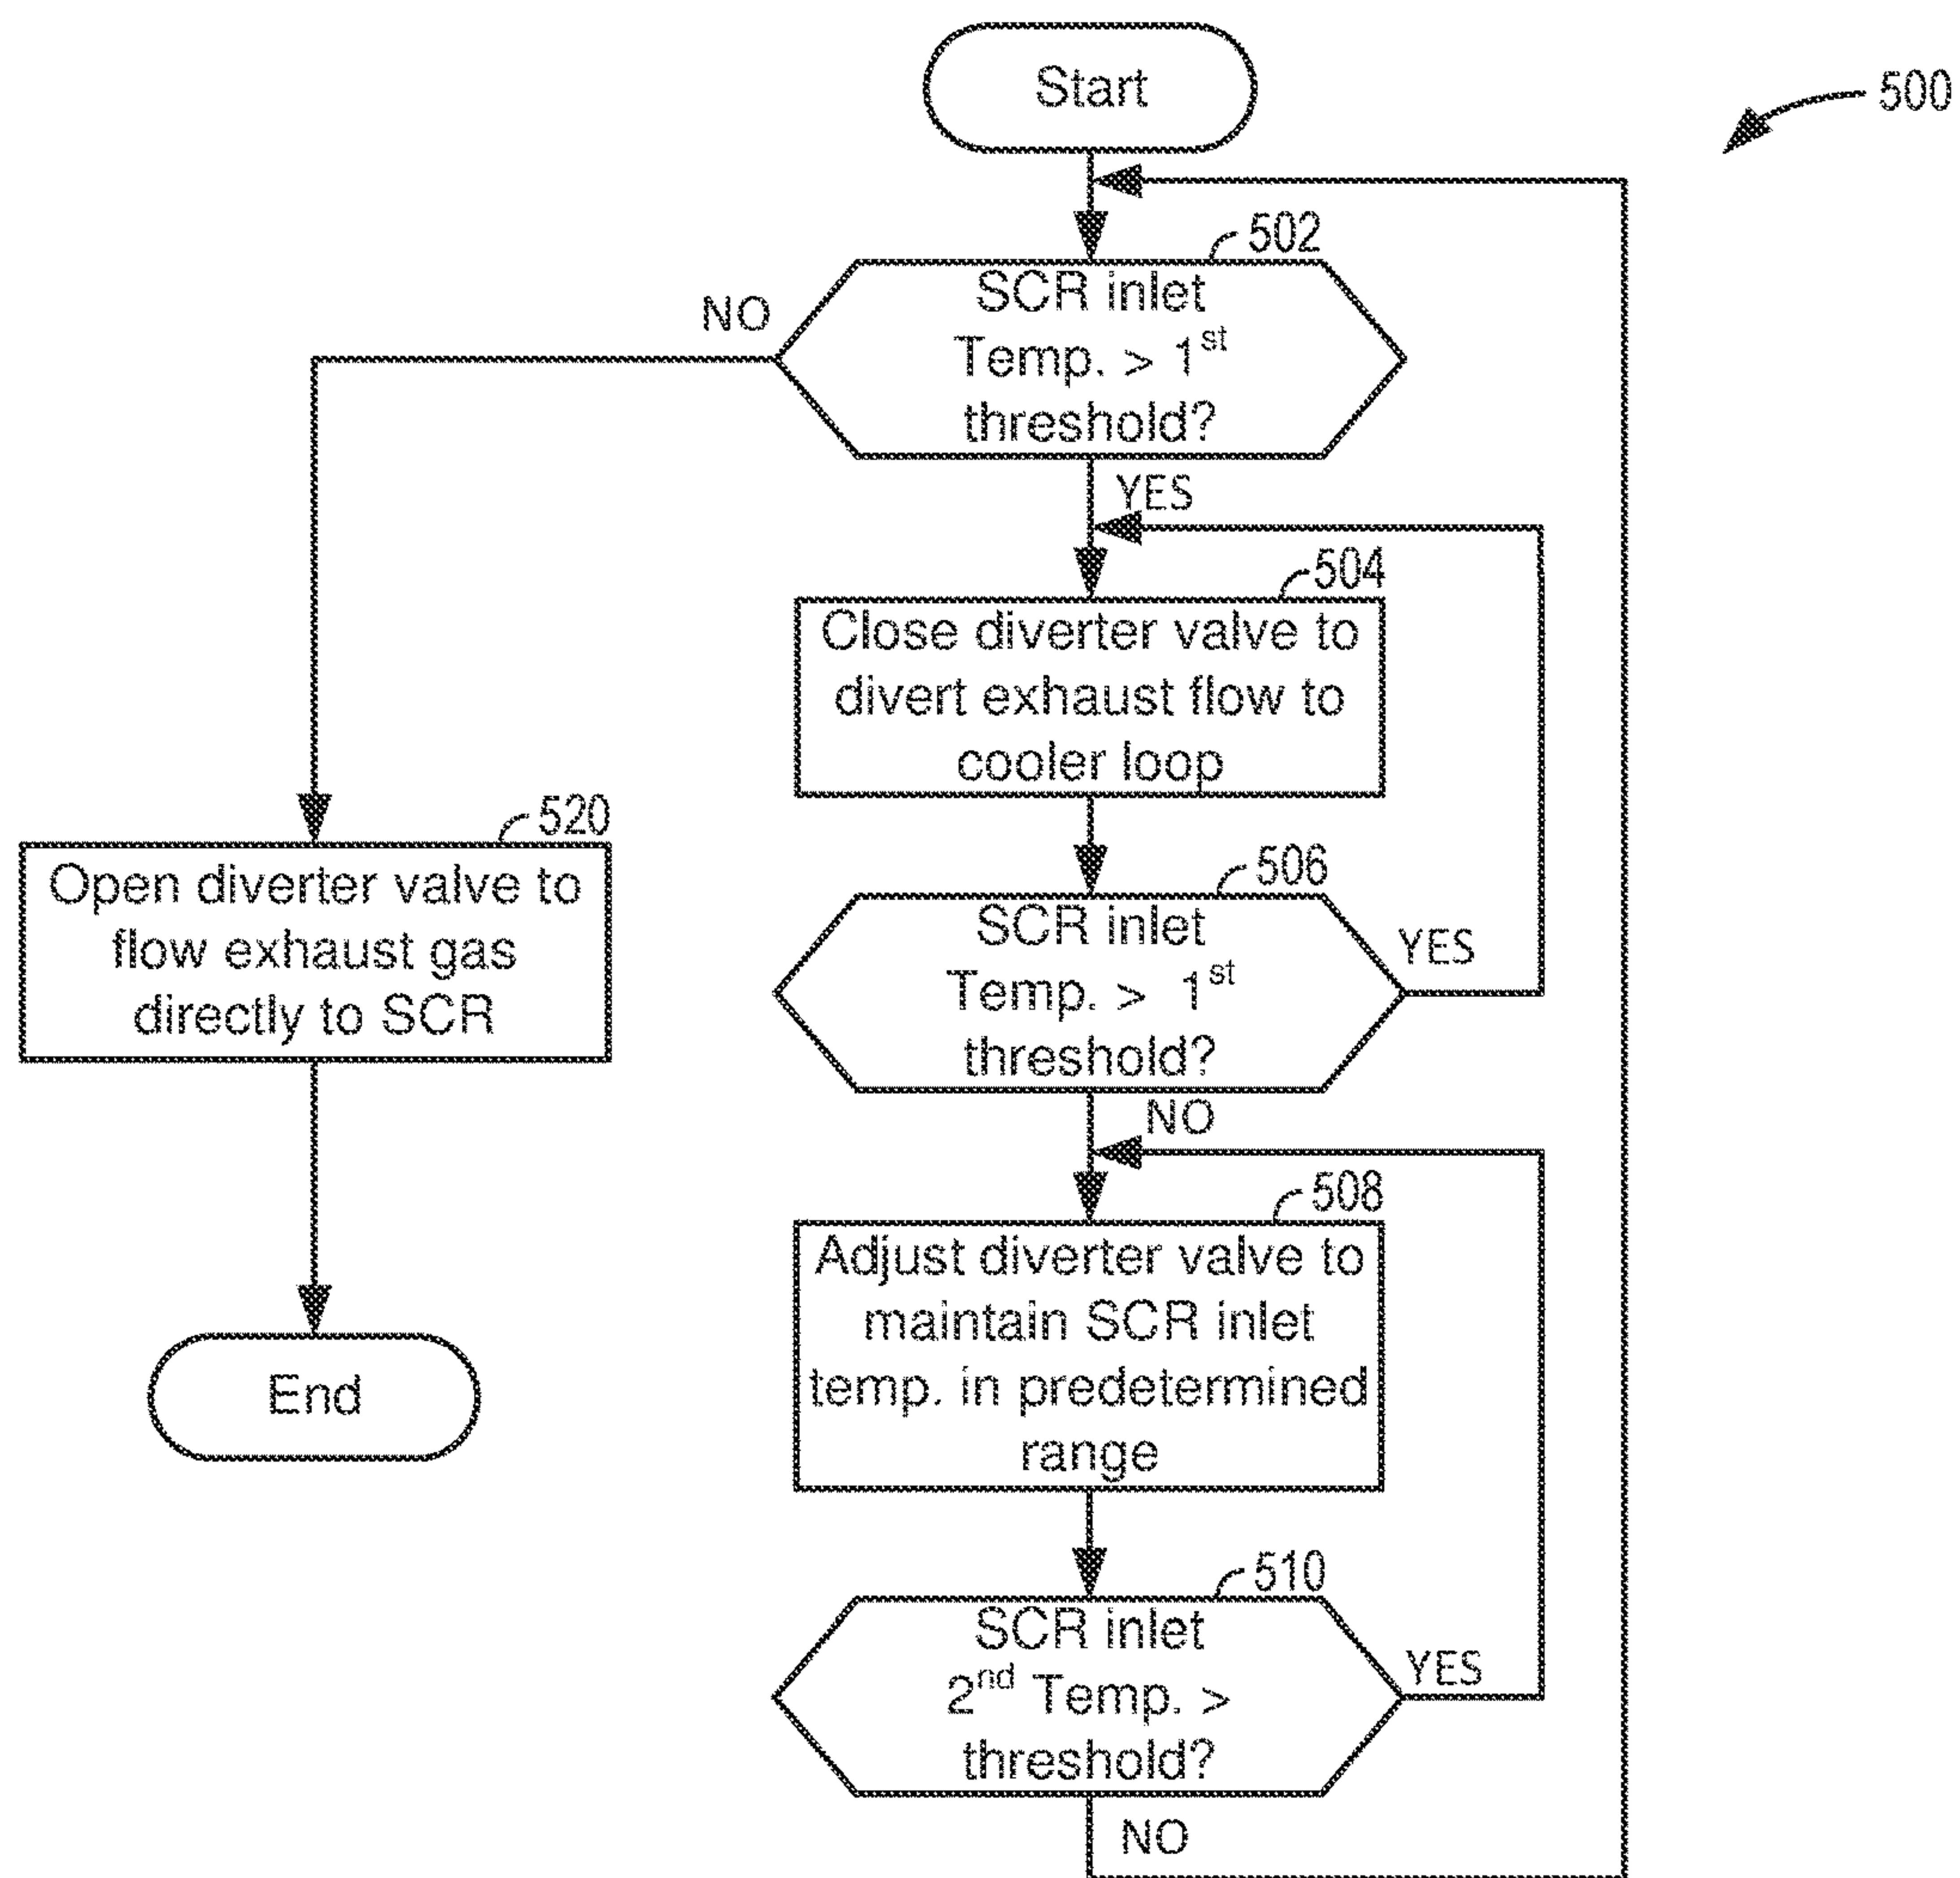 Start
500
502
SCR inlet
Temp. > 1st
threshold?
NO
YES
504
Close diverter valve to
divert exhaust flow to
cooler loop
520
Open diverter valve to
flow exhaust gas
directly to SCR
506
SCR inlet
Temp. > 1st
threshold?
YES
NO
508
Adjust diverter valve to
maintain SCR inlet
temp. in predetermined
range
End
510
SCR inlet
2nd Temp. >
threshold?
YES
NO